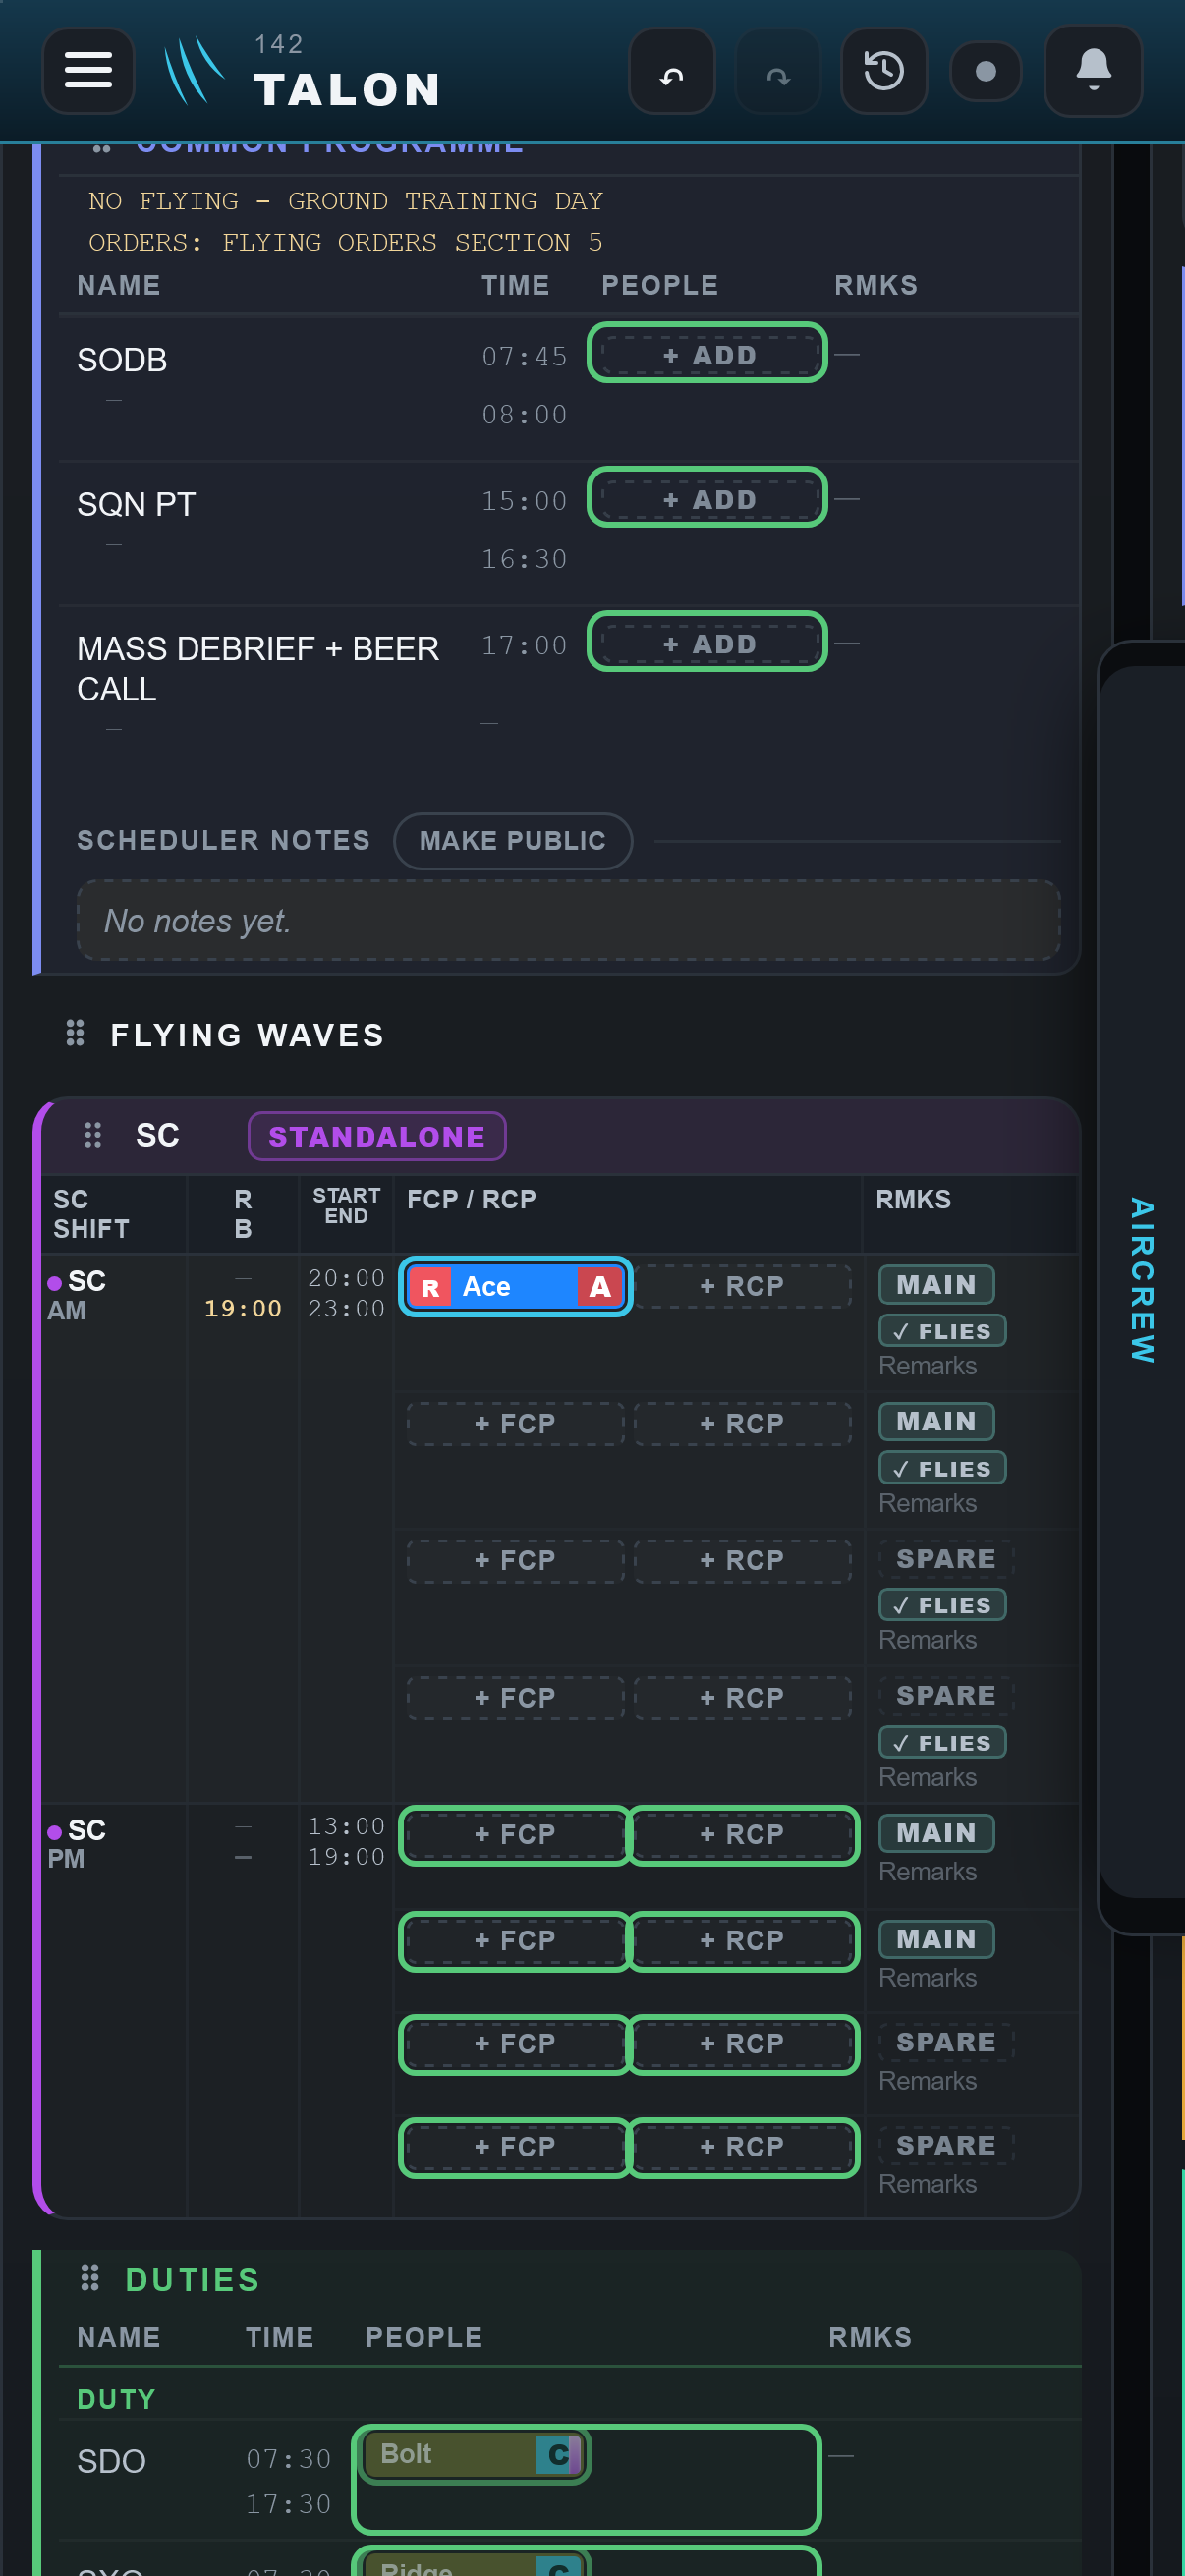 142
TALON
COMMON PROGRAMME
NO FLYING - GROUND TRAINING DAY
ORDERS: FLYING ORDERS SECTION 5
NAME TIME PEOPLE RMKS
SODB 07:45 + ADD —
— 08:00
SQN PT 15:00 + ADD —
— 16:30
MASS DEBRIEF + BEER 17:00 + ADD —
CALL
— —
SCHEDULER NOTES MAKE PUBLIC
No notes yet.
FLYING WAVES
SC STANDALONE
SC R START FCP / RCP RMKS
SHIFT B END
SC — 20:00 R Ace A + RCP MAIN
AM 19:00 23:00 ✓ FLIES
Remarks
+ FCP + RCP MAIN
✓ FLIES
Remarks
+ FCP + RCP SPARE
✓ FLIES
Remarks
+ FCP + RCP SPARE
✓ FLIES
Remarks
SC — 13:00 + FCP + RCP MAIN
PM — 19:00 Remarks
+ FCP + RCP MAIN
Remarks
+ FCP + RCP SPARE
Remarks
+ FCP + RCP SPARE
Remarks
AIRCREW
DUTIES
NAME TIME PEOPLE RMKS
DUTY
SDO 07:30 Bolt C —
17:30
07:30 Ridge C